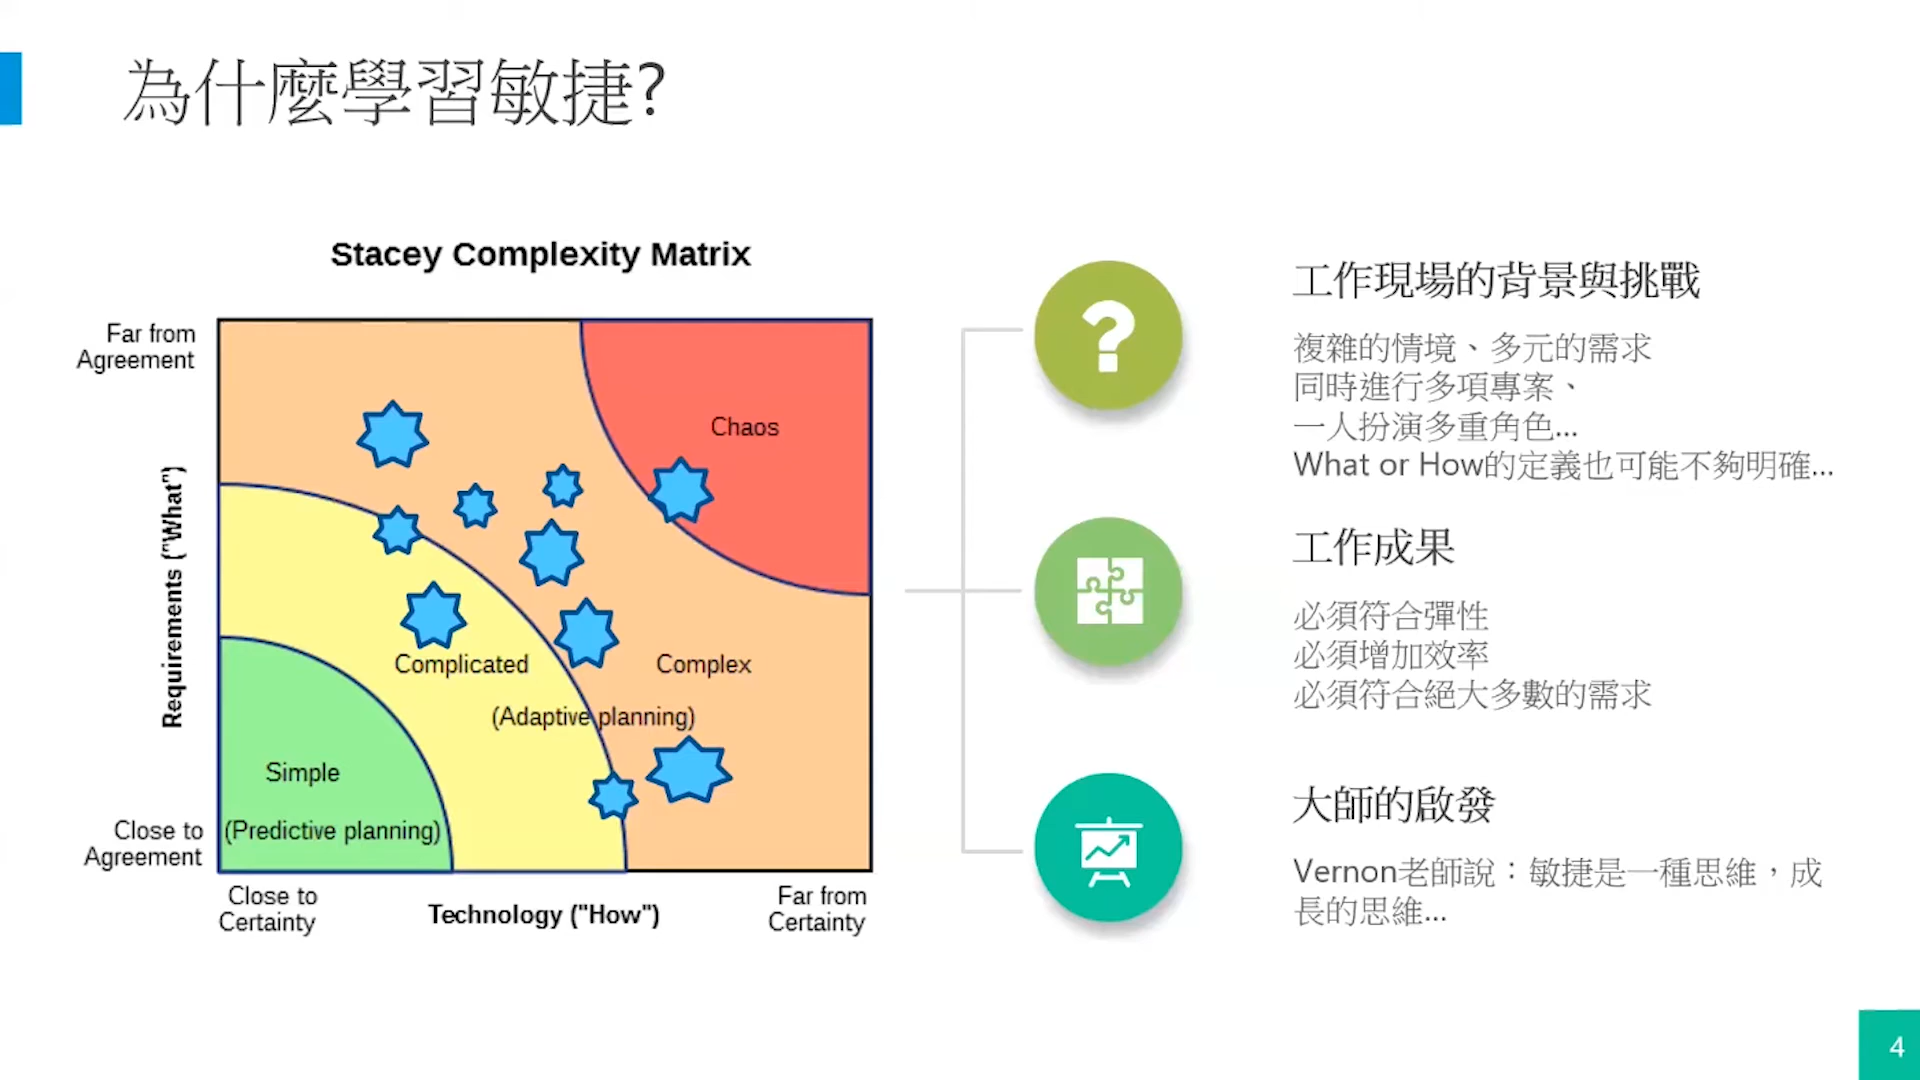 為什麼學習敏捷?
Stacey Complexity Matrix
Far from
Agreement
Chaos
Requirements ("What")
Complicated
Complex
(Adaptive planning)
Simple
(Predictive planning)
Close to
Agreement
Close to
Certainty
Technology ("How")
Far from
Certainty
工作現場的背景與挑戰
複雜的情境、多元的需求
同時進行多項專案、
一人扮演多重角色...
What or How的定義也可能不夠明確...
工作成果
必須符合彈性
必須增加效率
必須符合絕大多數的需求
大師的啟發
Vernon老師說：敏捷是一種思維，成
長的思維...
4